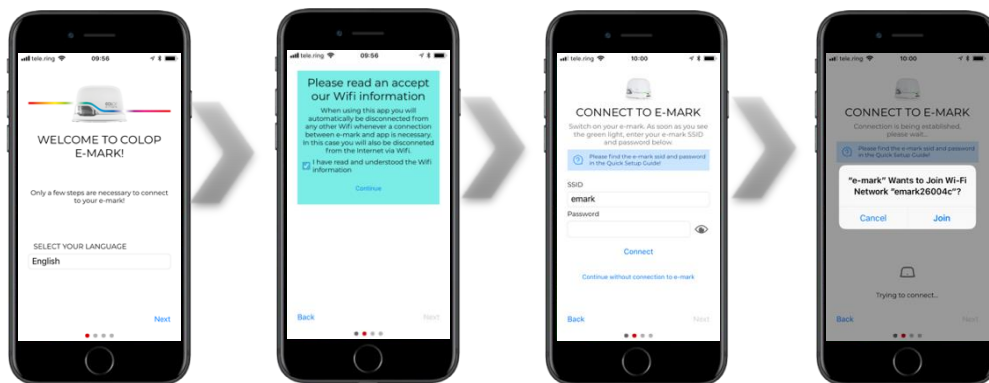 tele.ring
09:56
WELCOME TO COLOP
E-MARK!
Only a few steps are necessary to connect
to your e-mark!
SELECT YOUR LANGUAGE
English
Next
tele.ring
09:56
Please read an accept
our Wifi information
When using this app you will
automatically be disconnected from
any other Wifi whenever a connection
between e-mark and app is necessary.
In this case you will also be disconneted
from the Internet via Wifi.
I have read and understood the Wifi
information
Continue
Back
Next
tele.ring
10:00
CONNECT TO E-MARK
Switch on your e-mark. As soon as you see
the green light, enter your e-mark SSID
and password below.
Please find the e-mark ssid and password
in the Quick Setup Guide!
SSID
emark
Password
Connect
Continue without connection to e-mark
Back
Next
tele.ring
10:00
CONNECT TO E-MARK
Connection is being established,
please wait...
Please find the e-mark ssid and password
in the Quick Setup Guide!
"e-mark" Wants to Join Wi-Fi
Network "emark26004c"?
Cancel
Join
Trying to connect...
Back
Next